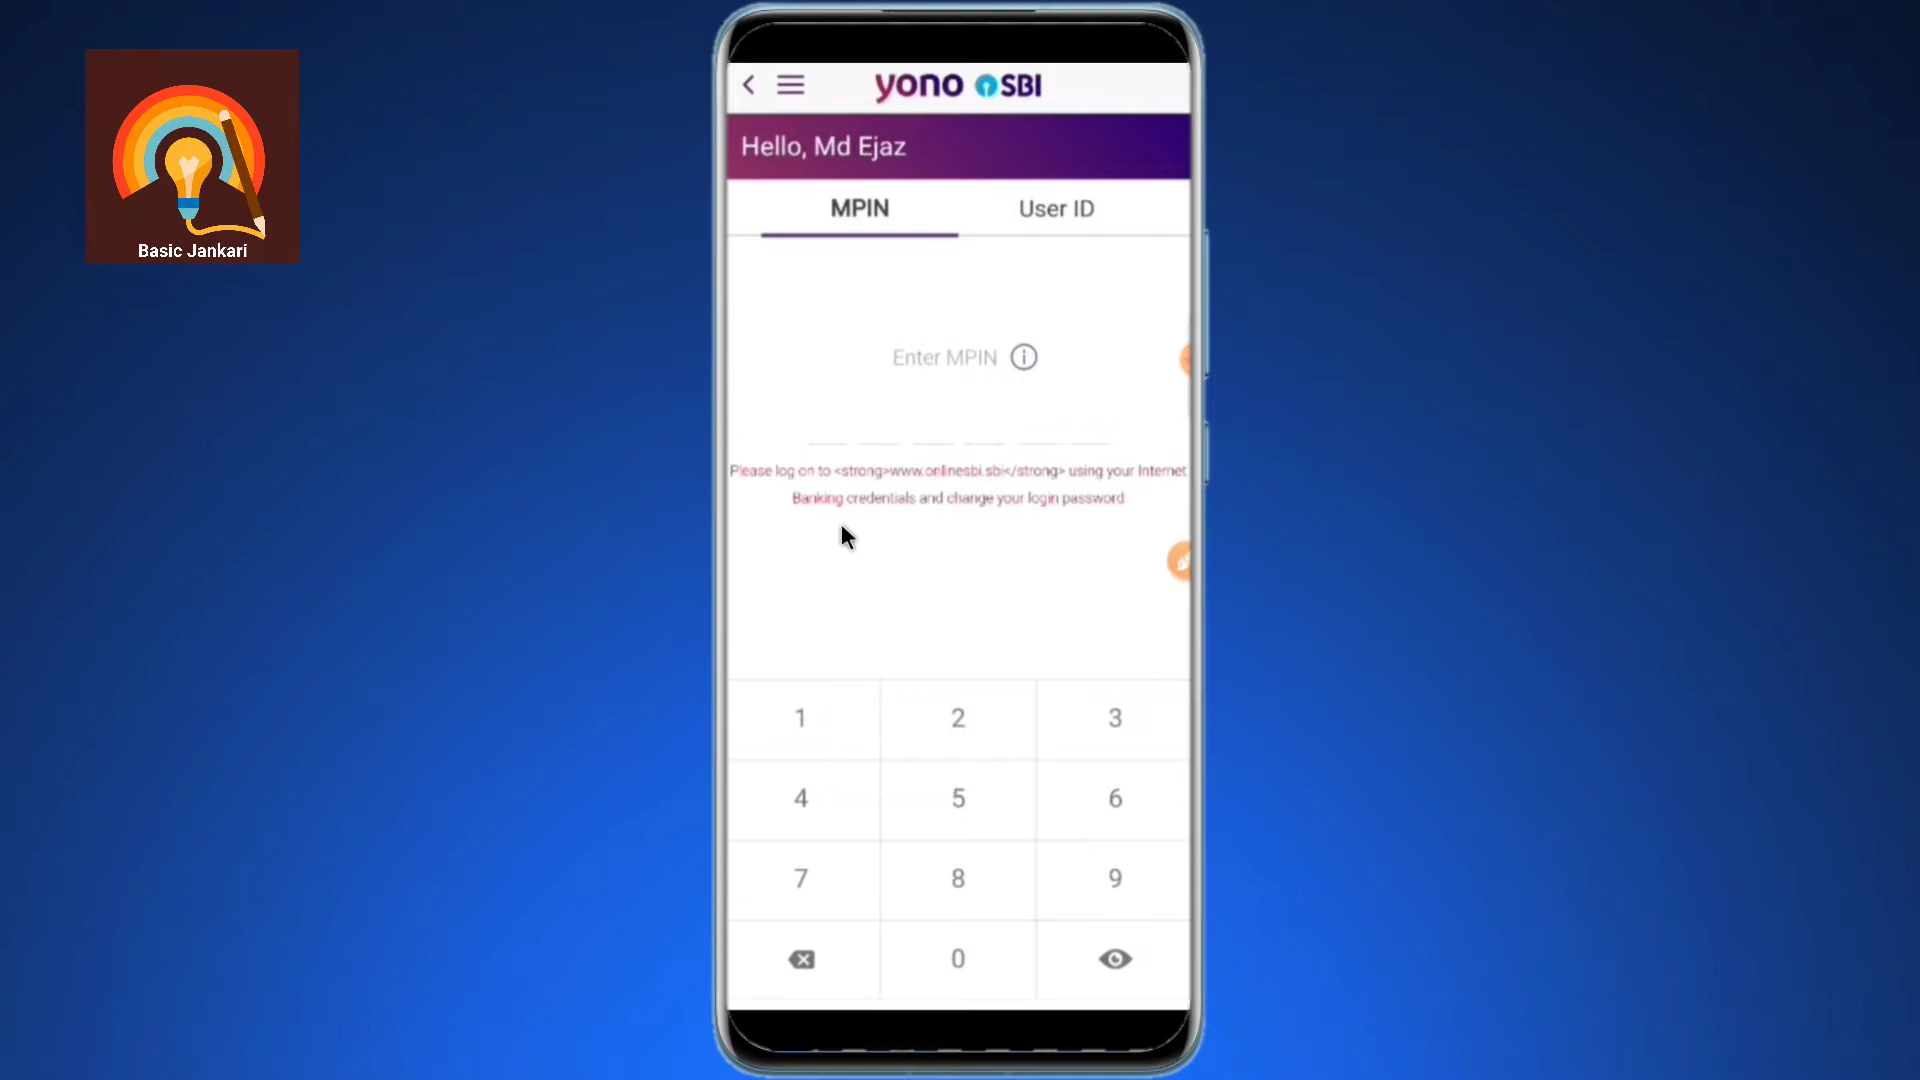 Basic Jankari
yono SBI
Hello, Md Ejaz
MPIN User ID
Enter MPIN
Please log on to <strong>www.onlinesbi.sbi</strong> using your Internet
Banking credentials and change your login password
1 2 3
4 5 6
7 8 9
0